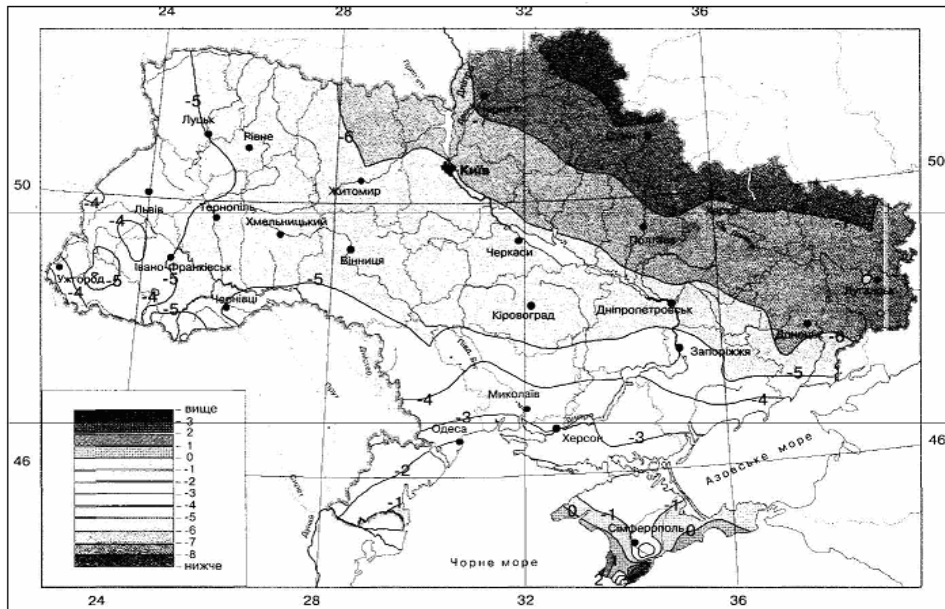 24 28 32 36
-5
Луцьк
Рівне
-6
Київ
50
50
Житомир
-4
Львів
Тернопіль
-4
Хмельницький
Полтава
Черкаси
Вінниця
Івано-Франківськ
Ужгород
-5
-5
-4
-4
-5
-5
Чернівці
Луганськ
Кіровоград
Дніпропетровськ
Донецьк
-6
Запоріжжя
-5
-4
-4
Миколаїв
-3
Одеса
Херсон
-3
46
46
-2
Азовське море
-1
0
-1
-1
0
Сімферополь
Чорне море
2
вище
3
2
1
0
-1
-2
-3
-4
-5
-6
-7
-8
нижче
24 28 32 36